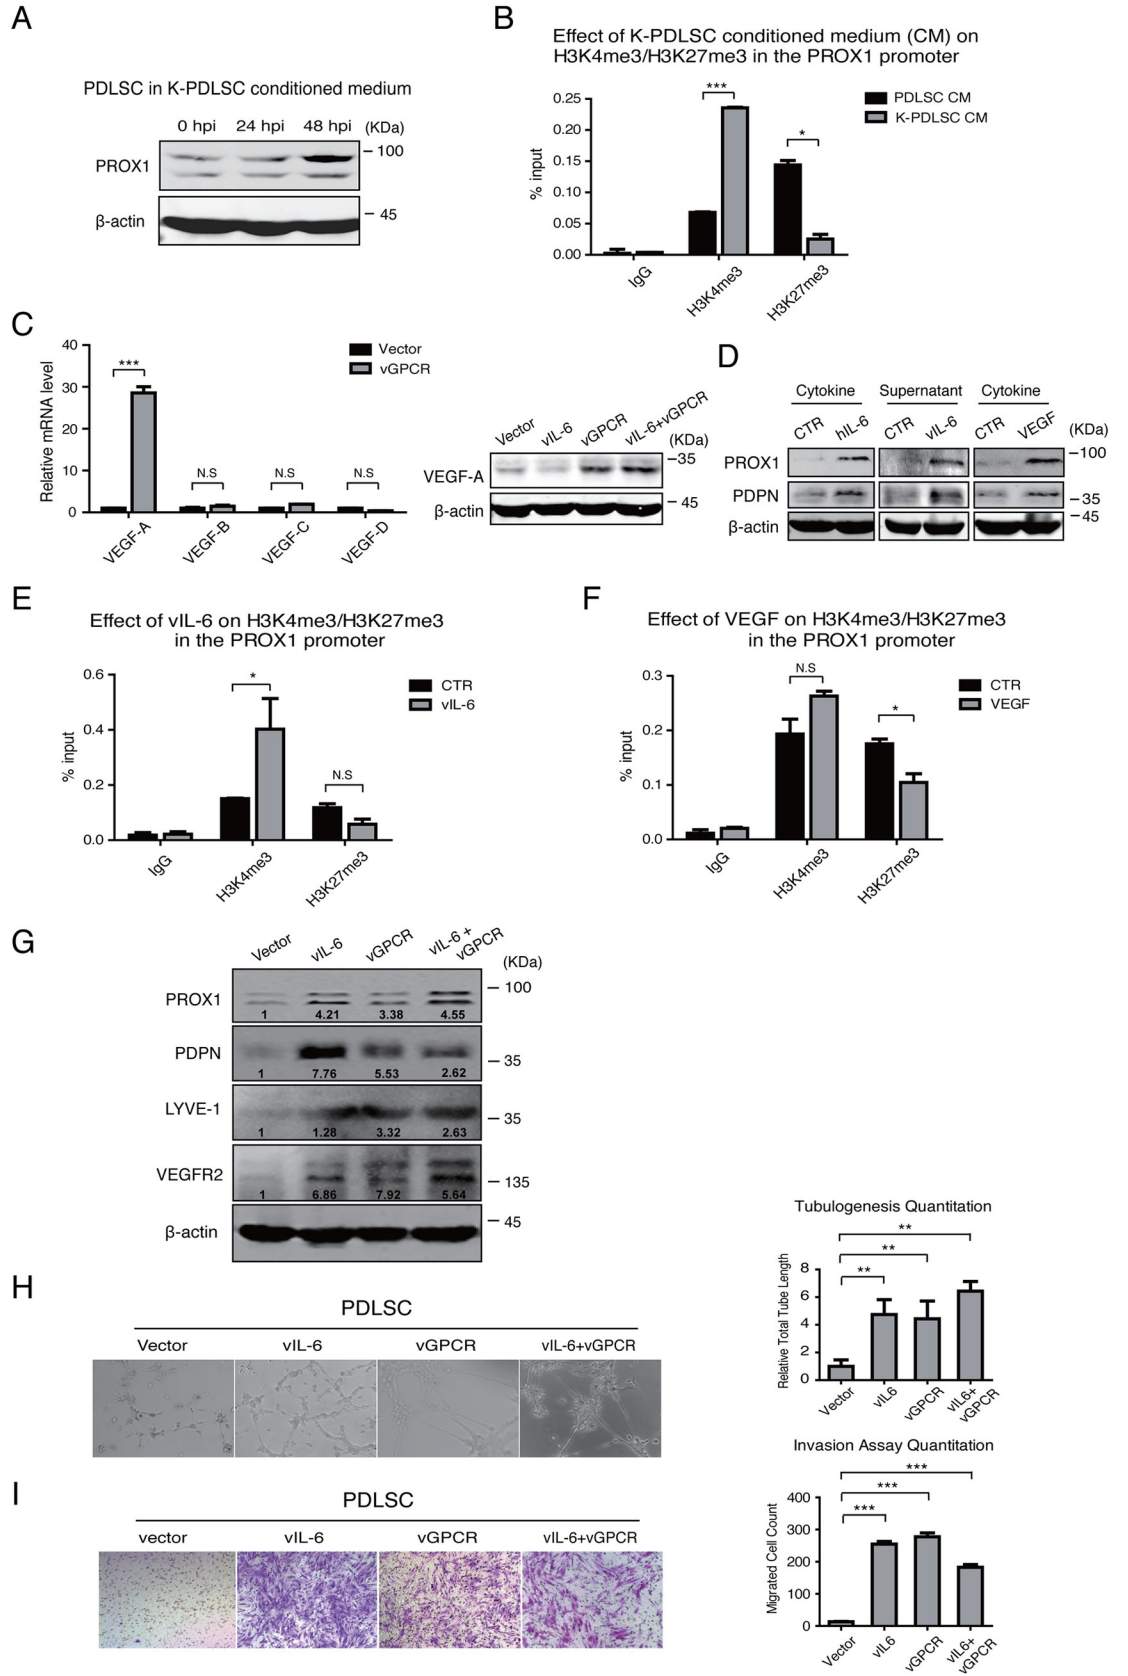 A
PDLSC in K-PDLSC conditioned medium
0 hpi 24 hpi 48 hpi (KDa)
PROX1
100
β-actin
45
B
Effect of K-PDLSC conditioned medium (CM) on
H3K4me3/H3K27me3 in the PROX1 promoter
PDLSC CM
K-PDLSC CM
% input
0.25
0.20
0.15
0.10
0.05
0.00
***
*
IgG
H3K4me3
H3K27me3
C
Relative mRNA level
40
30
20
10
0
***
N.S
N.S
N.S
Vector
vGPCR
VEGF-A
VEGF-B
VEGF-C
VEGF-D
Vector vIL-6 vGPCR vIL-6+vGPCR
(KDa)
VEGF-A
35
β-actin
45
D
Cytokine Supernatant Cytokine
CTR hIL-6 CTR vIL-6 CTR VEGF (KDa)
PROX1
100
PDPN
35
β-actin
45
E
Effect of vIL-6 on H3K4me3/H3K27me3
in the PROX1 promoter
CTR
vIL-6
% input
0.6
0.4
0.2
0.0
*
N.S
IgG
H3K4me3
H3K27me3
F
Effect of VEGF on H3K4me3/H3K27me3
in the PROX1 promoter
CTR
VEGF
% input
0.3
0.2
0.1
0.0
N.S
*
IgG
H3K4me3
H3K27me3
G
Vector vIL-6 vGPCR vIL-6 +
vGPCR
(KDa)
PROX1
100
1 4.21 3.38 4.55
PDPN
35
1 7.76 5.53 2.62
LYVE-1
35
1 1.28 3.32 2.63
VEGFR2
135
1 6.86 7.92 5.64
β-actin
45
H
PDLSC
Vector vIL-6 vGPCR vIL-6+vGPCR
Tubulogenesis Quantitation
Relative Total Tube Length
8
6
4
2
0
**
**
**
Vector
vIL6
vGPCR
vIL6+
vGPCR
I
PDLSC
vector vIL-6 vGPCR vIL-6+vGPCR
Invasion Assay Quantitation
Migrated Cell Count
400
300
200
100
0
***
***
***
Vector
vIL6
vGPCR
vIL6+
vGPCR